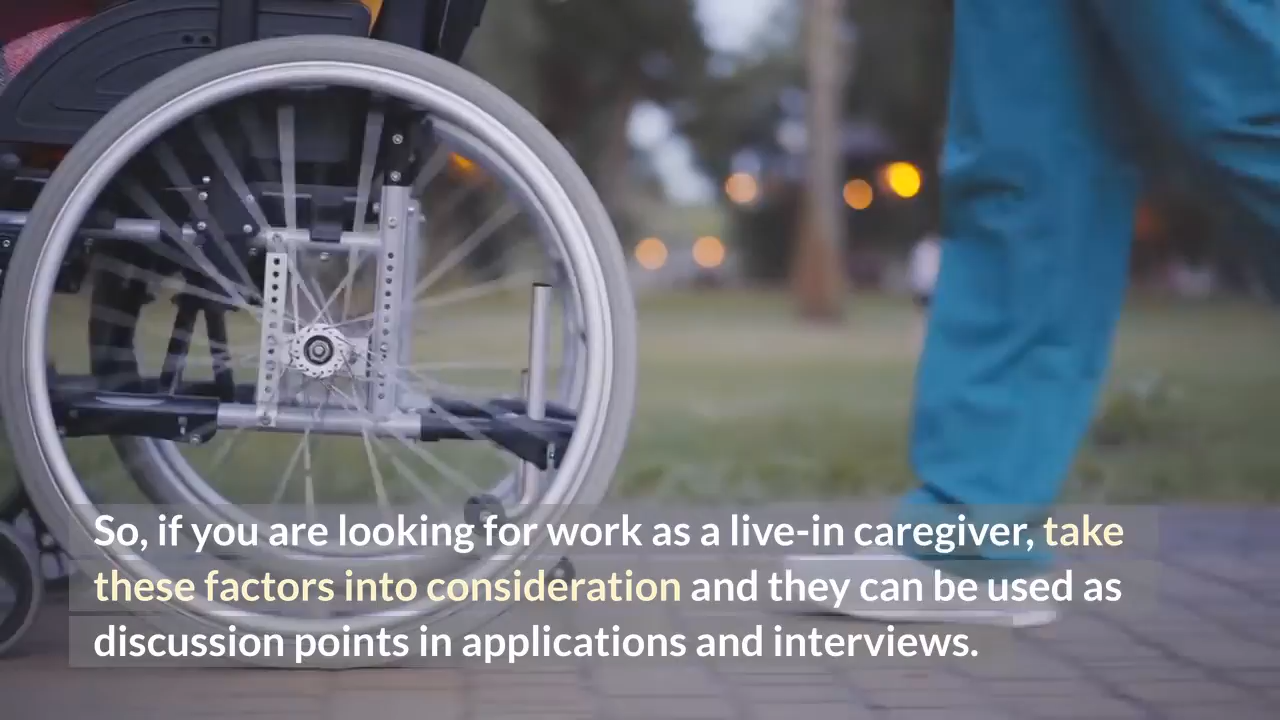 So, if you are looking for work as a live-in caregiver, take
these factors into consideration and they can be used as
discussion points in applications and interviews.